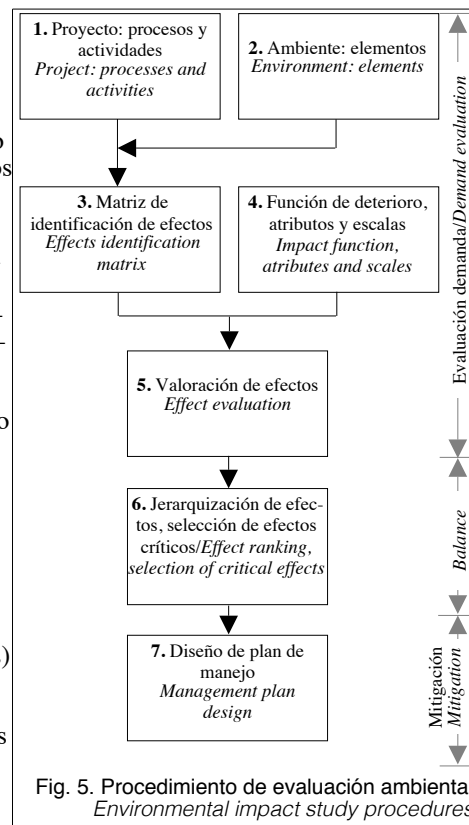 1. Proyecto: procesos y
actividades
Project: processes and
activities
2. Ambiente: elementos
Environment: elements
3. Matriz de
identificación de efectos
Effects identification
matrix
4. Función de deterioro,
atributos y escalas
Impact function,
atributes and scales
5. Valoración de efectos
Effect evaluation
6. Jerarquización de efec-
tos, selección de efectos
críticos/Effect ranking,
selection of critical effects
7. Diseño de plan de
manejo
Management plan
design
Evaluación demanda/Demand evaluation
Balance
Mitigación
Mitigation
Fig. 5. Procedimiento de evaluación ambienta
Environmental impact study procedures